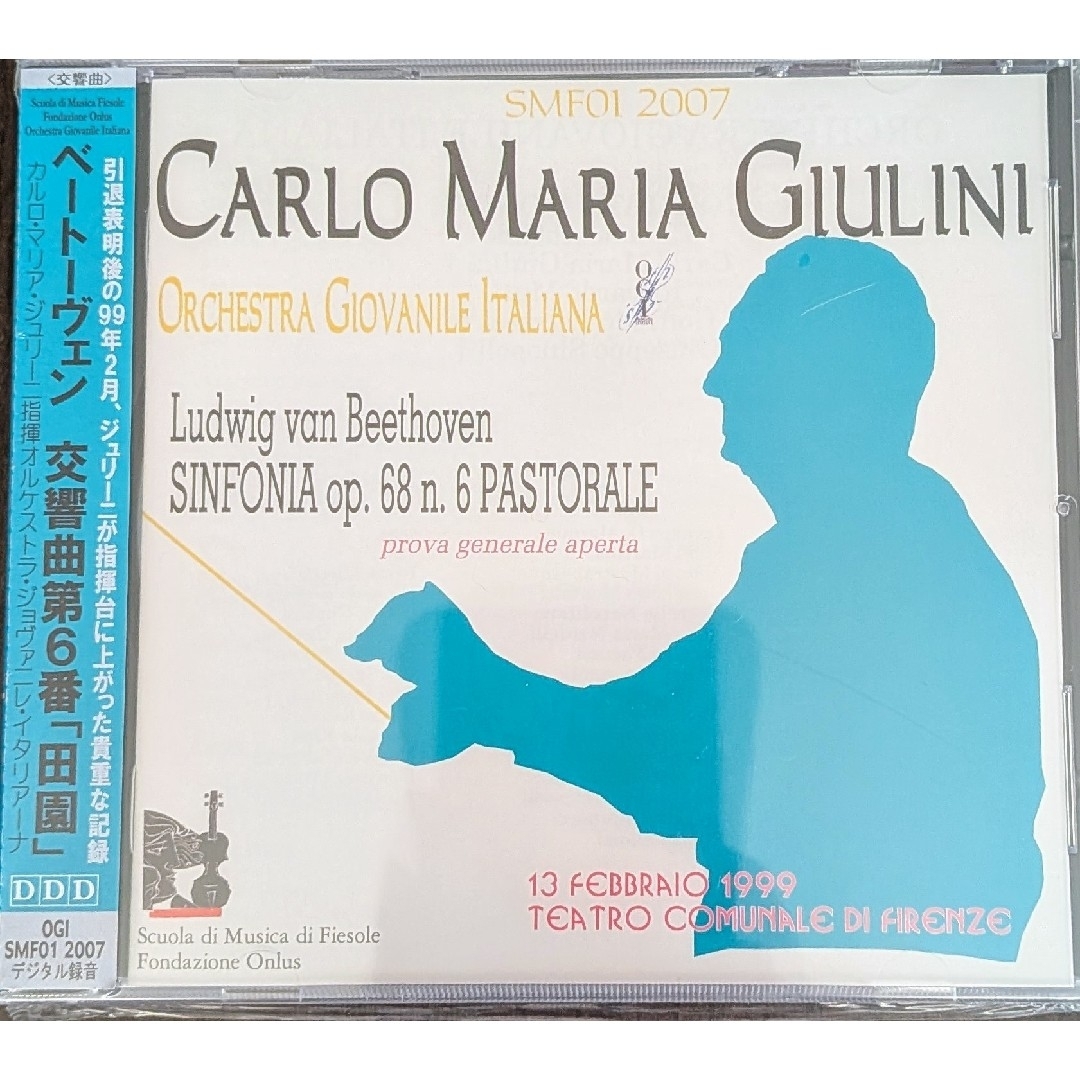 〈交響曲〉
Scuola di Musica Fiesole
Fondazione Onlus
Orchestra Giovanile Italiana
引退表明後の99年2月、ジュリーニが指揮台に上がった貴重な記録
ベートーヴェン 交響曲第6番「田園」
カルロ・マリア・ジュリーニ指揮オルケストラ・ジョヴァニレ・イタリアーナ
DDD
OGI
SMF01 2007
デジタル録音
SMF01 2007
CARLO MARIA GIULINI
ORCHESTRA GIOVANILE ITALIANA
Ludwig van Beethoven
SINFONIA op. 68 n. 6 PASTORALE
prova generale aperta
13 FEBBRAIO 1999
TEATRO COMUNALE DI FIRENZE
Scuola di Musica di Fiesole
Fondazione Onlus